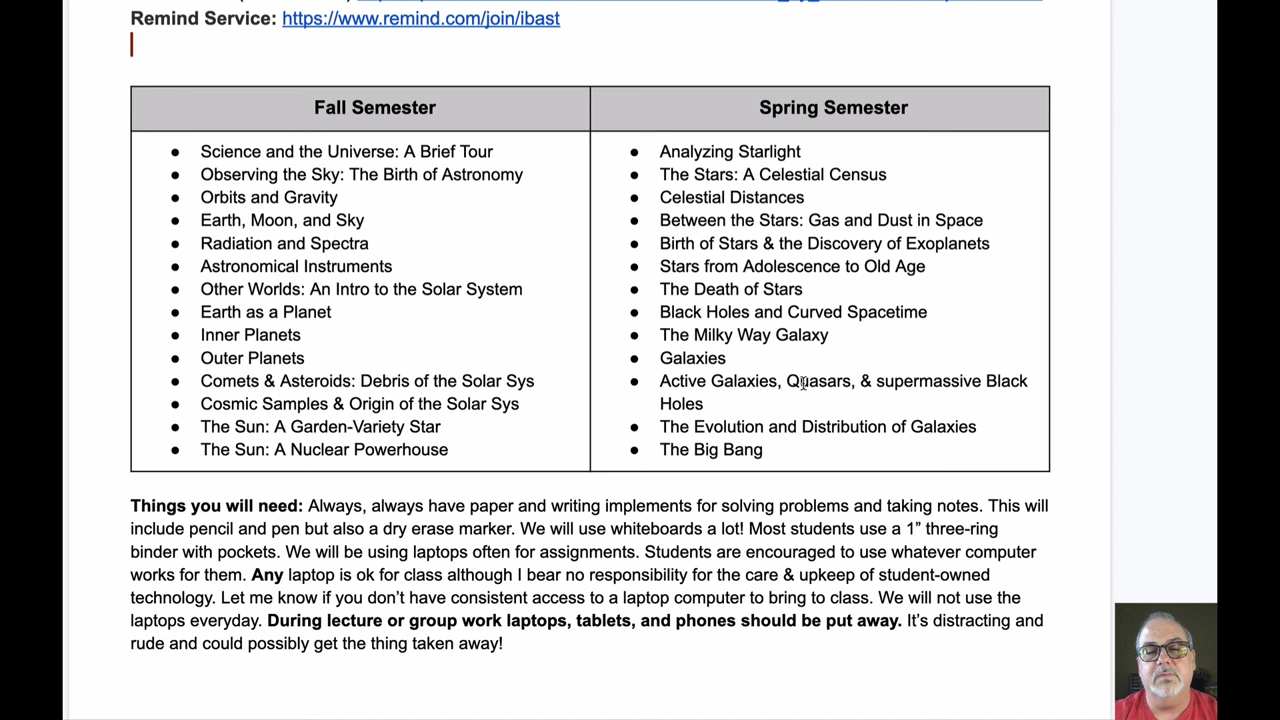 Remind Service: https://www.remind.com/join/ibast
Fall Semester
Spring Semester
● Science and the Universe: A Brief Tour
● Observing the Sky: The Birth of Astronomy
● Orbits and Gravity
● Earth, Moon, and Sky
● Radiation and Spectra
● Astronomical Instruments
● Other Worlds: An Intro to the Solar System
● Earth as a Planet
● Inner Planets
● Outer Planets
● Comets & Asteroids: Debris of the Solar Sys
● Cosmic Samples & Origin of the Solar Sys
● The Sun: A Garden-Variety Star
● The Sun: A Nuclear Powerhouse
● Analyzing Starlight
● The Stars: A Celestial Census
● Celestial Distances
● Between the Stars: Gas and Dust in Space
● Birth of Stars & the Discovery of Exoplanets
● Stars from Adolescence to Old Age
● The Death of Stars
● Black Holes and Curved Spacetime
● The Milky Way Galaxy
● Galaxies
● Active Galaxies, Quasars, & supermassive Black
Holes
● The Evolution and Distribution of Galaxies
● The Big Bang
Things you will need: Always, always have paper and writing implements for solving problems and taking notes. This will
include pencil and pen but also a dry erase marker. We will use whiteboards a lot! Most students use a 1” three-ring
binder with pockets. We will be using laptops often for assignments. Students are encouraged to use whatever computer
works for them. Any laptop is ok for class although I bear no responsibility for the care & upkeep of student-owned
technology. Let me know if you don’t have consistent access to a laptop computer to bring to class. We will not use the
laptops everyday. During lecture or group work laptops, tablets, and phones should be put away. It’s distracting and
rude and could possibly get the thing taken away!